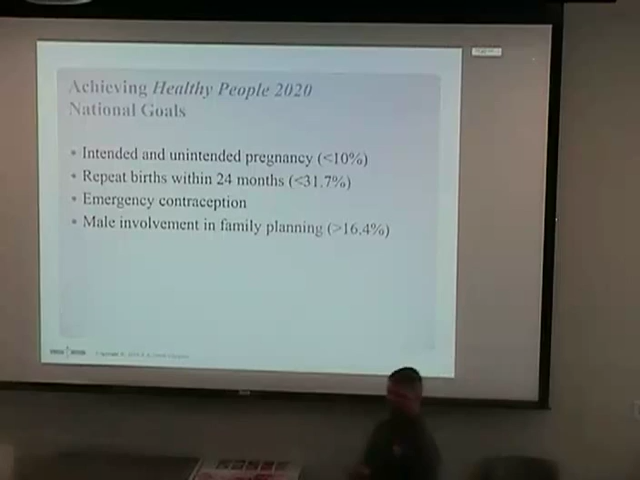 Achieving Healthy People 2020
National Goals
• Intended and unintended pregnancy (<10%)
• Repeat births within 24 months (<31.7%)
• Emergency contraception
• Male involvement in family planning (>16.4%)